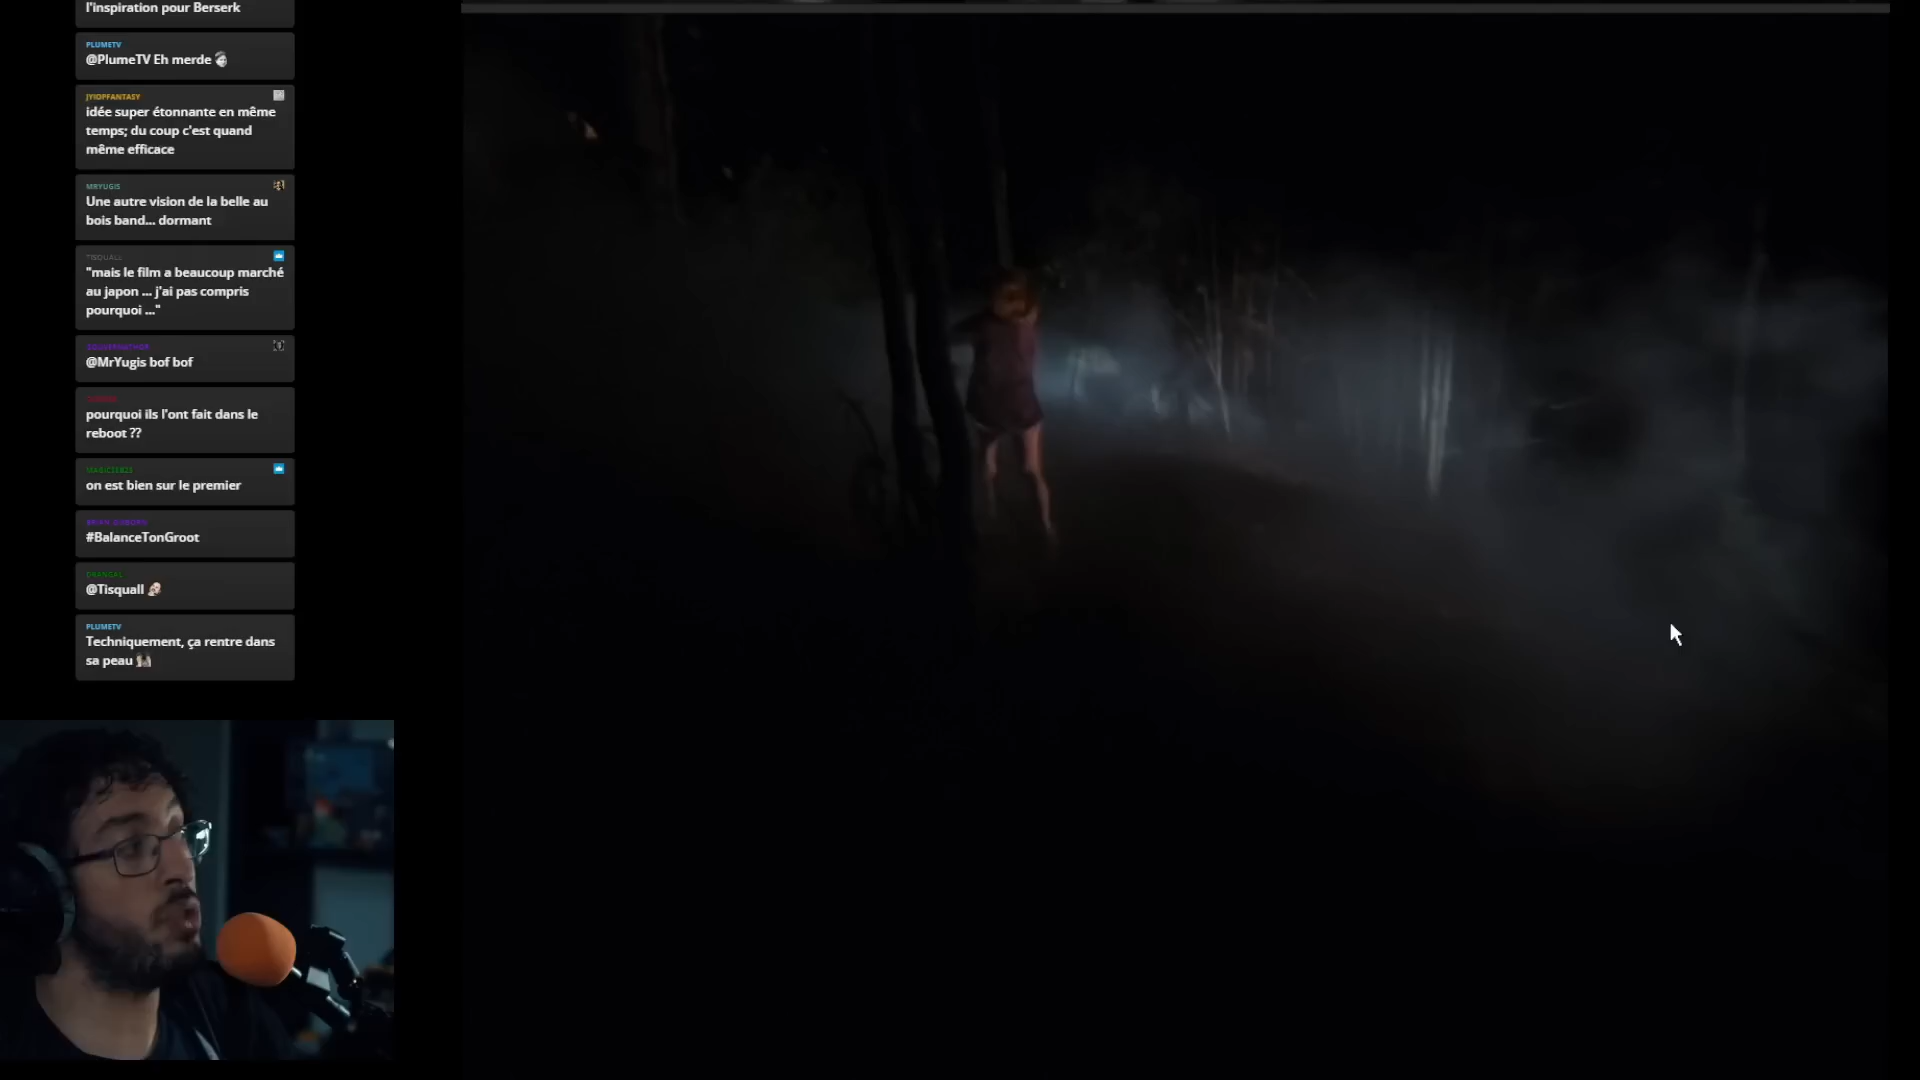 l'inspiration pour Berserk
PLUMETV
@PlumeTV Eh merde
JYIOPFANTASY
idée super étonnante en même
temps; du coup c'est quand
même efficace
MRYUGIS
Une autre vision de la belle au
bois band... dormant
TISQUALL
"mais le film a beaucoup marché
au japon ... j'ai pas compris
pourquoi ..."
@MrYugis bof bof
pourquoi ils l'ont fait dans le
reboot ??
on est bien sur le premier
#BalanceTonGroot
@Tisquall
PLUMETV
Techniquement, ça rentre dans
sa peau